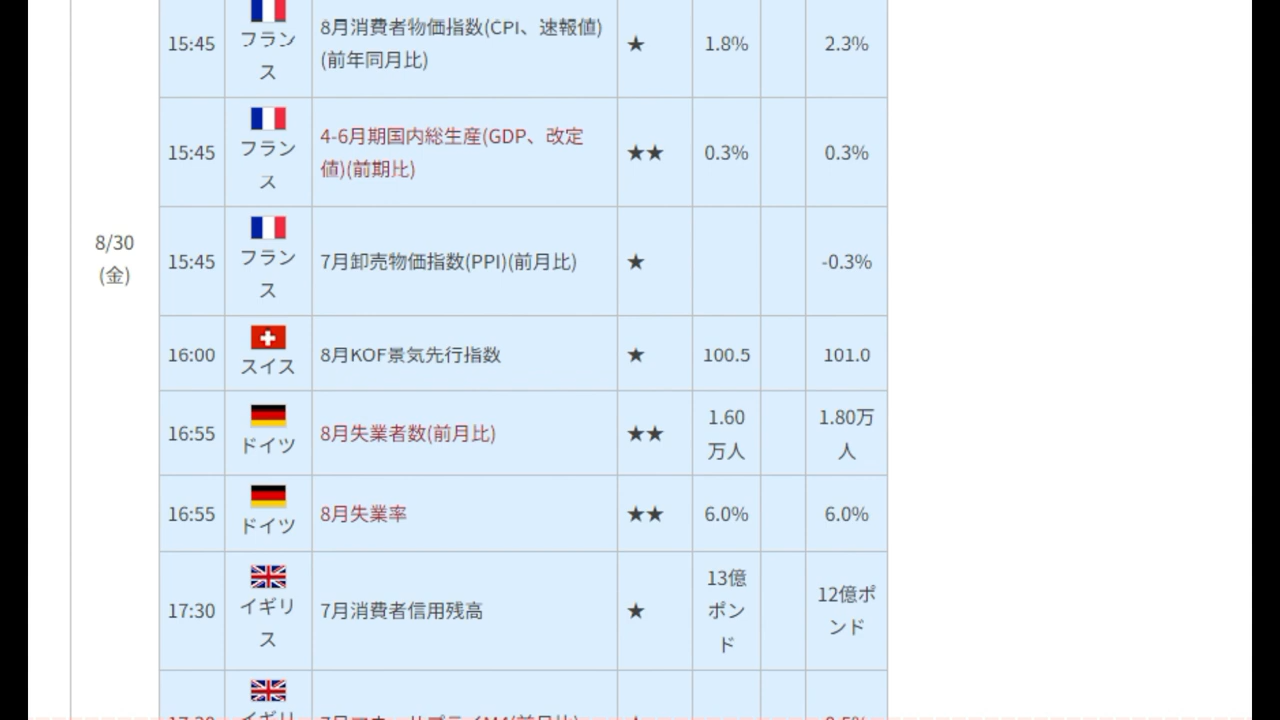 8/30
(金)
15:45
フラン
ス
8月消費者物価指数(CPI、速報値)
(前年同月比)
★
1.8%
2.3%
15:45
フラン
ス
4-6月期国内総生産(GDP、改定
値)(前期比)
★★
0.3%
0.3%
15:45
フラン
ス
7月卸売物価指数(PPI)(前月比)
★
-0.3%
16:00
スイス
8月KOF景気先行指数
★
100.5
101.0
16:55
ドイツ
8月失業者数(前月比)
★★
1.60
万人
1.80万
人
16:55
ドイツ
8月失業率
★★
6.0%
6.0%
17:30
イギリ
ス
7月消費者信用残高
★
13億
ポン
ド
12億ポ
ンド
イギリ